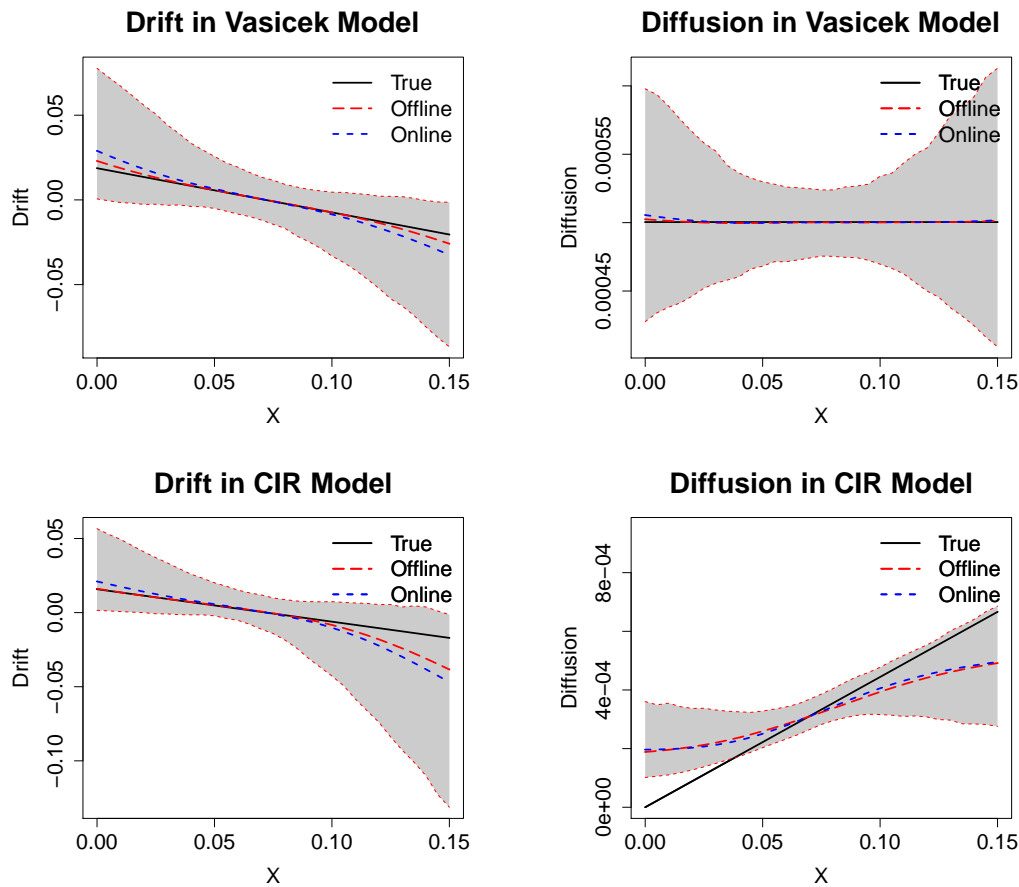 Drift in Vasicek Model
True
Offline
Online
Drift
0.05
0.00
−0.05
0.00 0.05 0.10 0.15
X
Diffusion in Vasicek Model
True
Offline
Online
Diffusion
0.00055
0.00045
0.00 0.05 0.10 0.15
X
Drift in CIR Model
True
Offline
Online
Drift
0.05
0.00
−0.05
−0.10
0.00 0.05 0.10 0.15
X
Diffusion in CIR Model
True
Offline
Online
Diffusion
8e−04
4e−04
0e+00
0.00 0.05 0.10 0.15
X